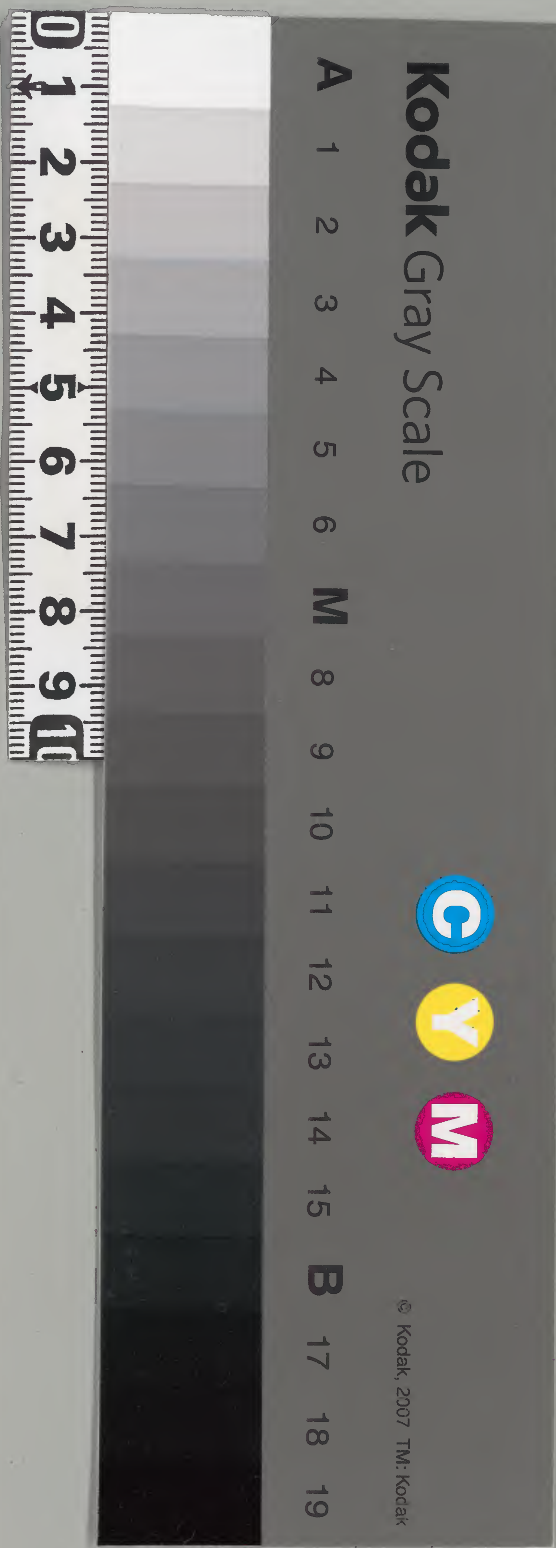 Kodak Gray Scale
C Y M
© Kodak, 2007 TM: Kodak
A 1 2 3 4 5 6 M 8 9 10 11 12 13 14 15 B 17 18 19
0 1 2 3 4 5 6 7 8 9 10